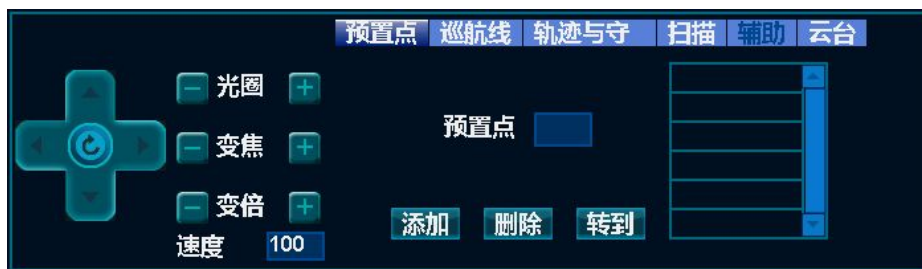 预置点 巡航线 轨迹与守 扫描 辅助 云台
光圈
预置点
变焦
变倍
添加 删除 转到
速度 100